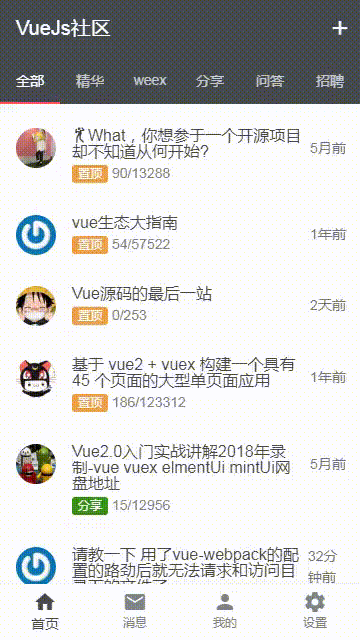 VueJs社区 +
全部 精华 weex 分享 问答 招聘
What，你想参于一个开源项目
却不知道从何开始?
5月前
置顶 90/13288
vue生态大指南
1年前
置顶 54/57522
Vue源码的最后一站
2天前
置顶 0/253
基于 vue2 + vuex 构建一个具有
45 个页面的大型单页面应用
1年前
置顶 186/123312
Vue2.0入门实战讲解2018年录
制-vue vuex elmentUi mintUi网
盘地址
5月前
分享 15/12956
请教一下 用了vue-webpack的配
置的路劲后就无法请求和访问目
32分
钟前
首页 消息 我的 设置